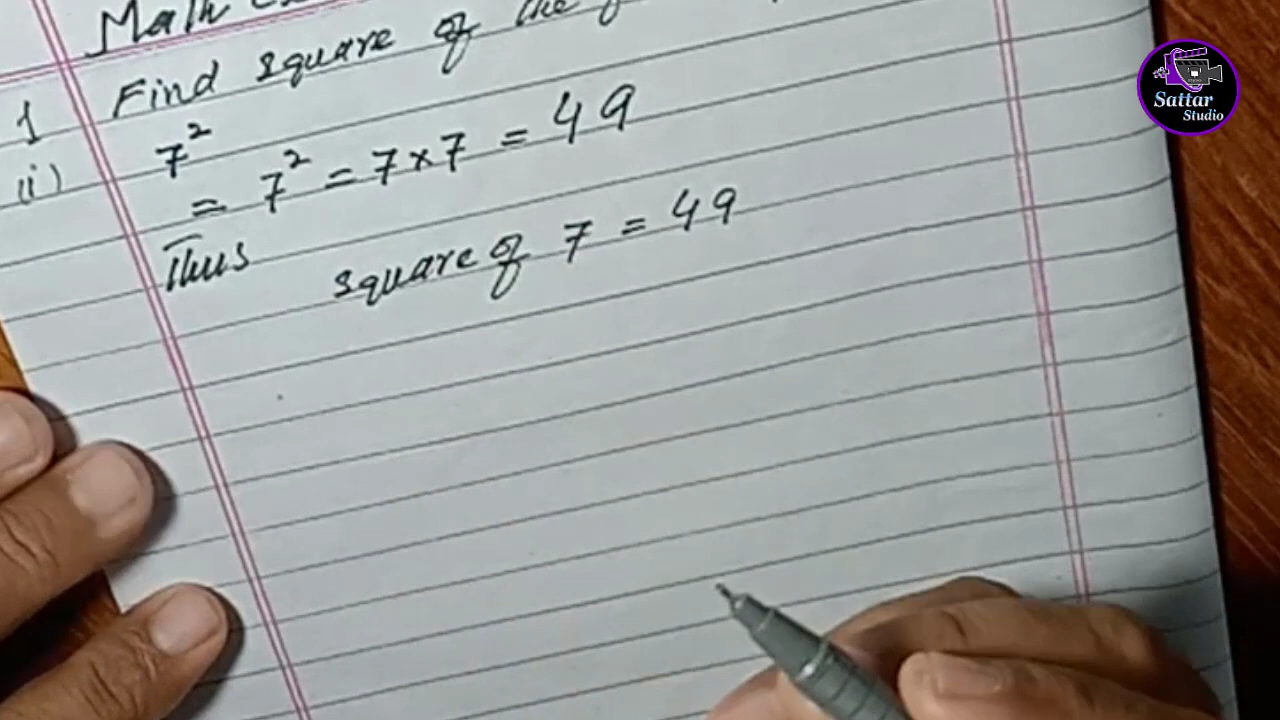 Math
1 Find square of the
(i) 7²
= 7² = 7×7 = 49
Thus square of 7 = 49
Sattar
Studio